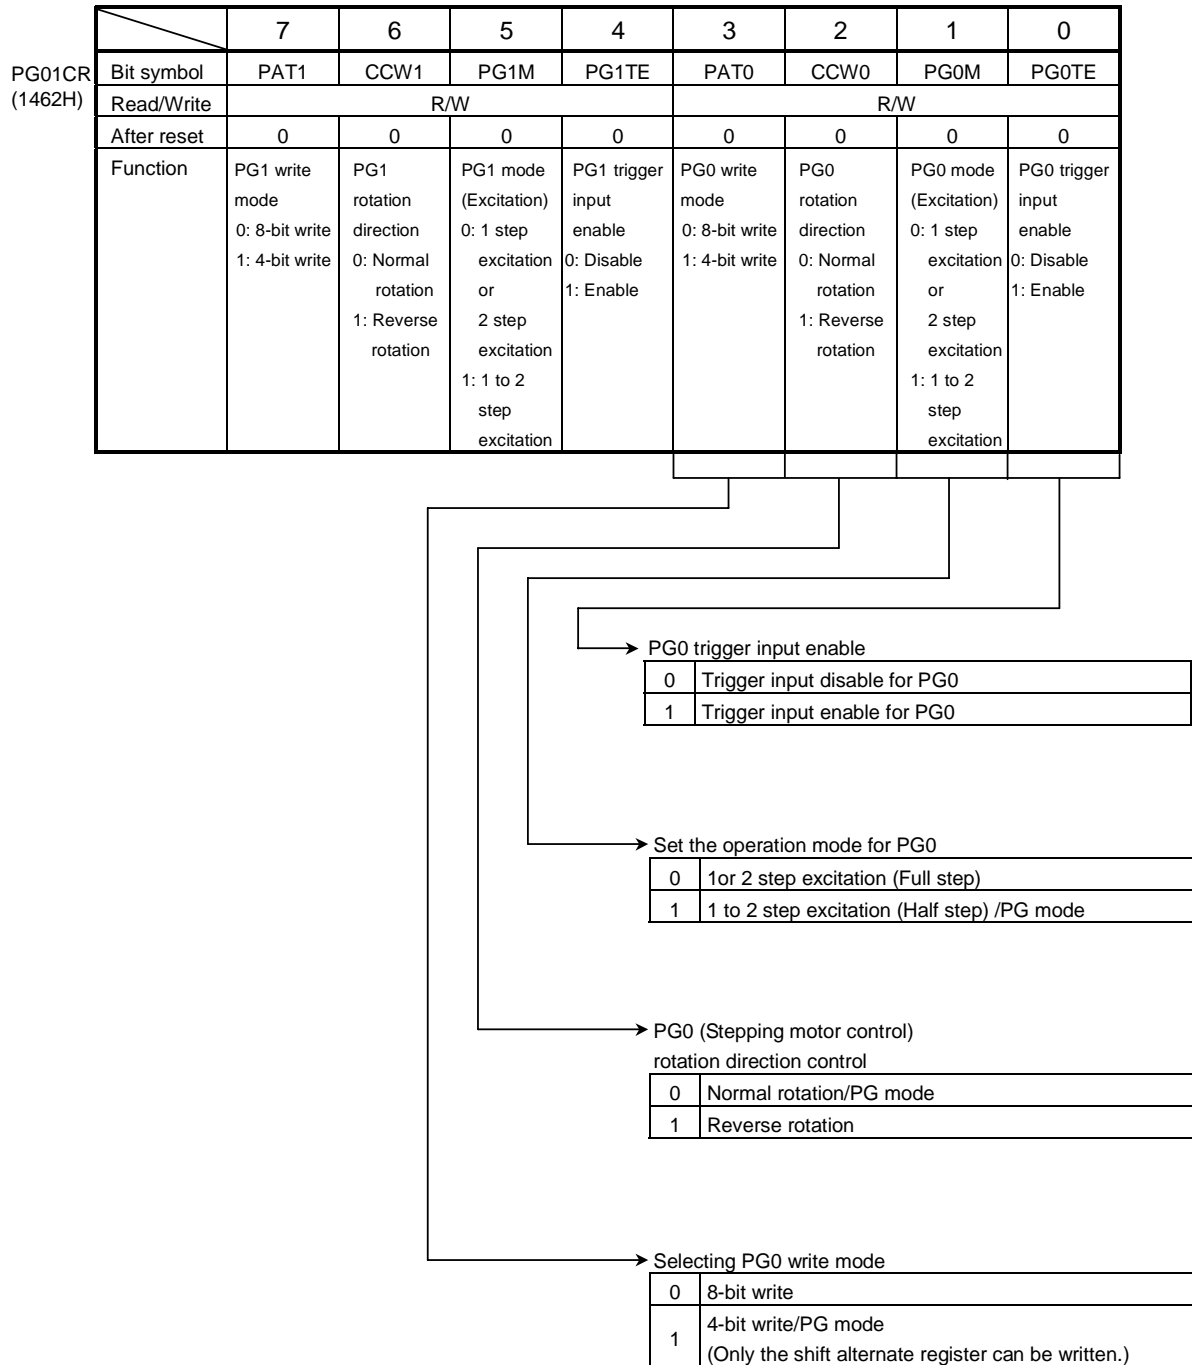 7 6 5 4 3 2 1 0
PG01CR
(1462H)
Bit symbol PAT1 CCW1 PG1M PG1TE PAT0 CCW0 PG0M PG0TE
Read/Write R/W R/W
After reset 0 0 0 0 0 0 0 0
Function PG1 write PG1 PG1 mode PG1 trigger PG0 write PG0 PG0 mode PG0 trigger
mode rotation (Excitation) input mode rotation (Excitation) input
0: 8-bit write direction 0: 1 step enable 0: 8-bit write direction 0: 1 step enable
1: 4-bit write 0: Normal excitation 0: Disable 1: 4-bit write 0: Normal excitation 0: Disable
rotation or 1: Enable rotation or 1: Enable
1: Reverse 2 step 1: Reverse 2 step
rotation excitation rotation excitation
1: 1 to 2 1: 1 to 2
step step
excitation excitation
PG0 trigger input enable
0 Trigger input disable for PG0
1 Trigger input enable for PG0
Set the operation mode for PG0
0 1or 2 step excitation (Full step)
1 1 to 2 step excitation (Half step) /PG mode
PG0 (Stepping motor control)
rotation direction control
0 Normal rotation/PG mode
1 Reverse rotation
Selecting PG0 write mode
0 8-bit write
1 4-bit write/PG mode
(Only the shift alternate register can be written.)